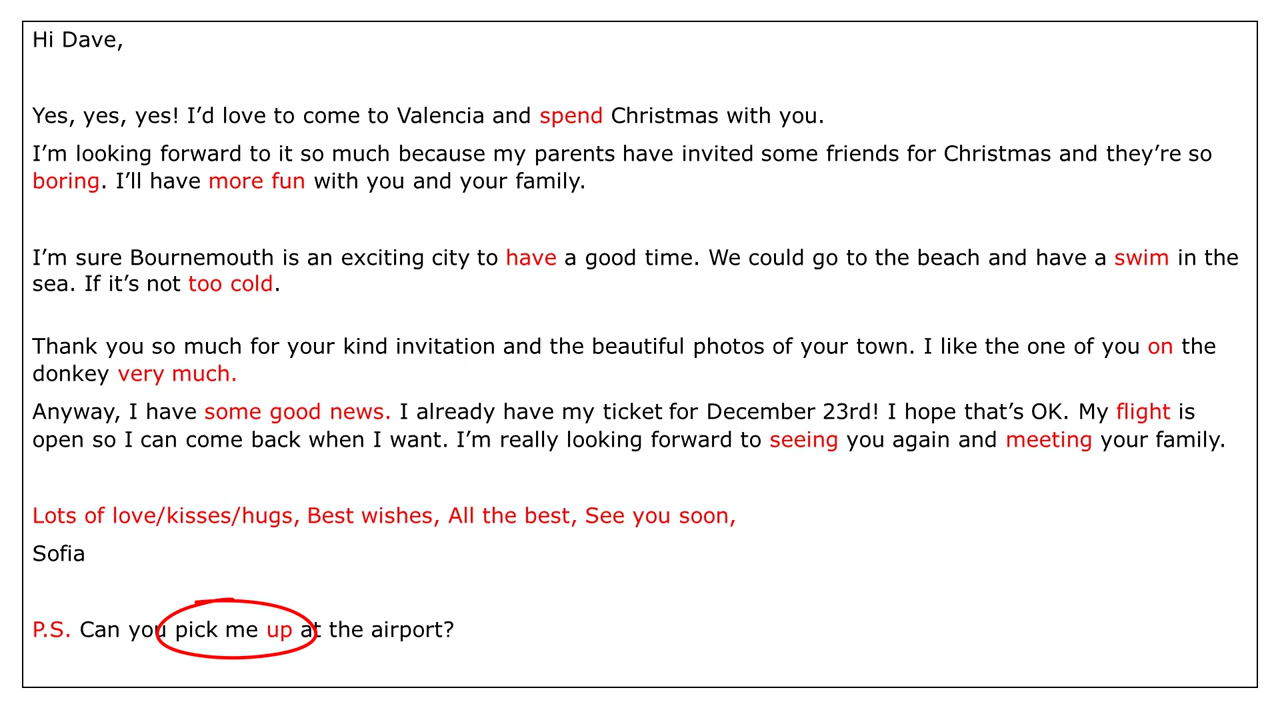 Hi Dave,
Yes, yes, yes! I’d love to come to Valencia and spend Christmas with you.
I’m looking forward to it so much because my parents have invited some friends for Christmas and they’re so
boring. I’ll have more fun with you and your family.
I’m sure Bournemouth is an exciting city to have a good time. We could go to the beach and have a swim in the
sea. If it’s not too cold.
Thank you so much for your kind invitation and the beautiful photos of your town. I like the one of you on the
donkey very much.
Anyway, I have some good news. I already have my ticket for December 23rd! I hope that’s OK. My flight is
open so I can come back when I want. I’m really looking forward to seeing you again and meeting your family.
Lots of love/kisses/hugs, Best wishes, All the best, See you soon,
Sofia
P.S. Can you pick me up at the airport?